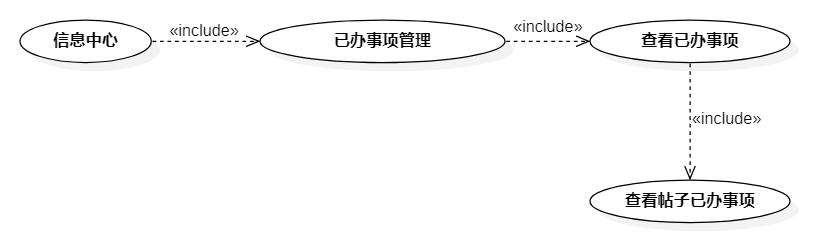 信息中心
«include»
已办事项管理
«include»
查看已办事项
«include»
查看帖子已办事项